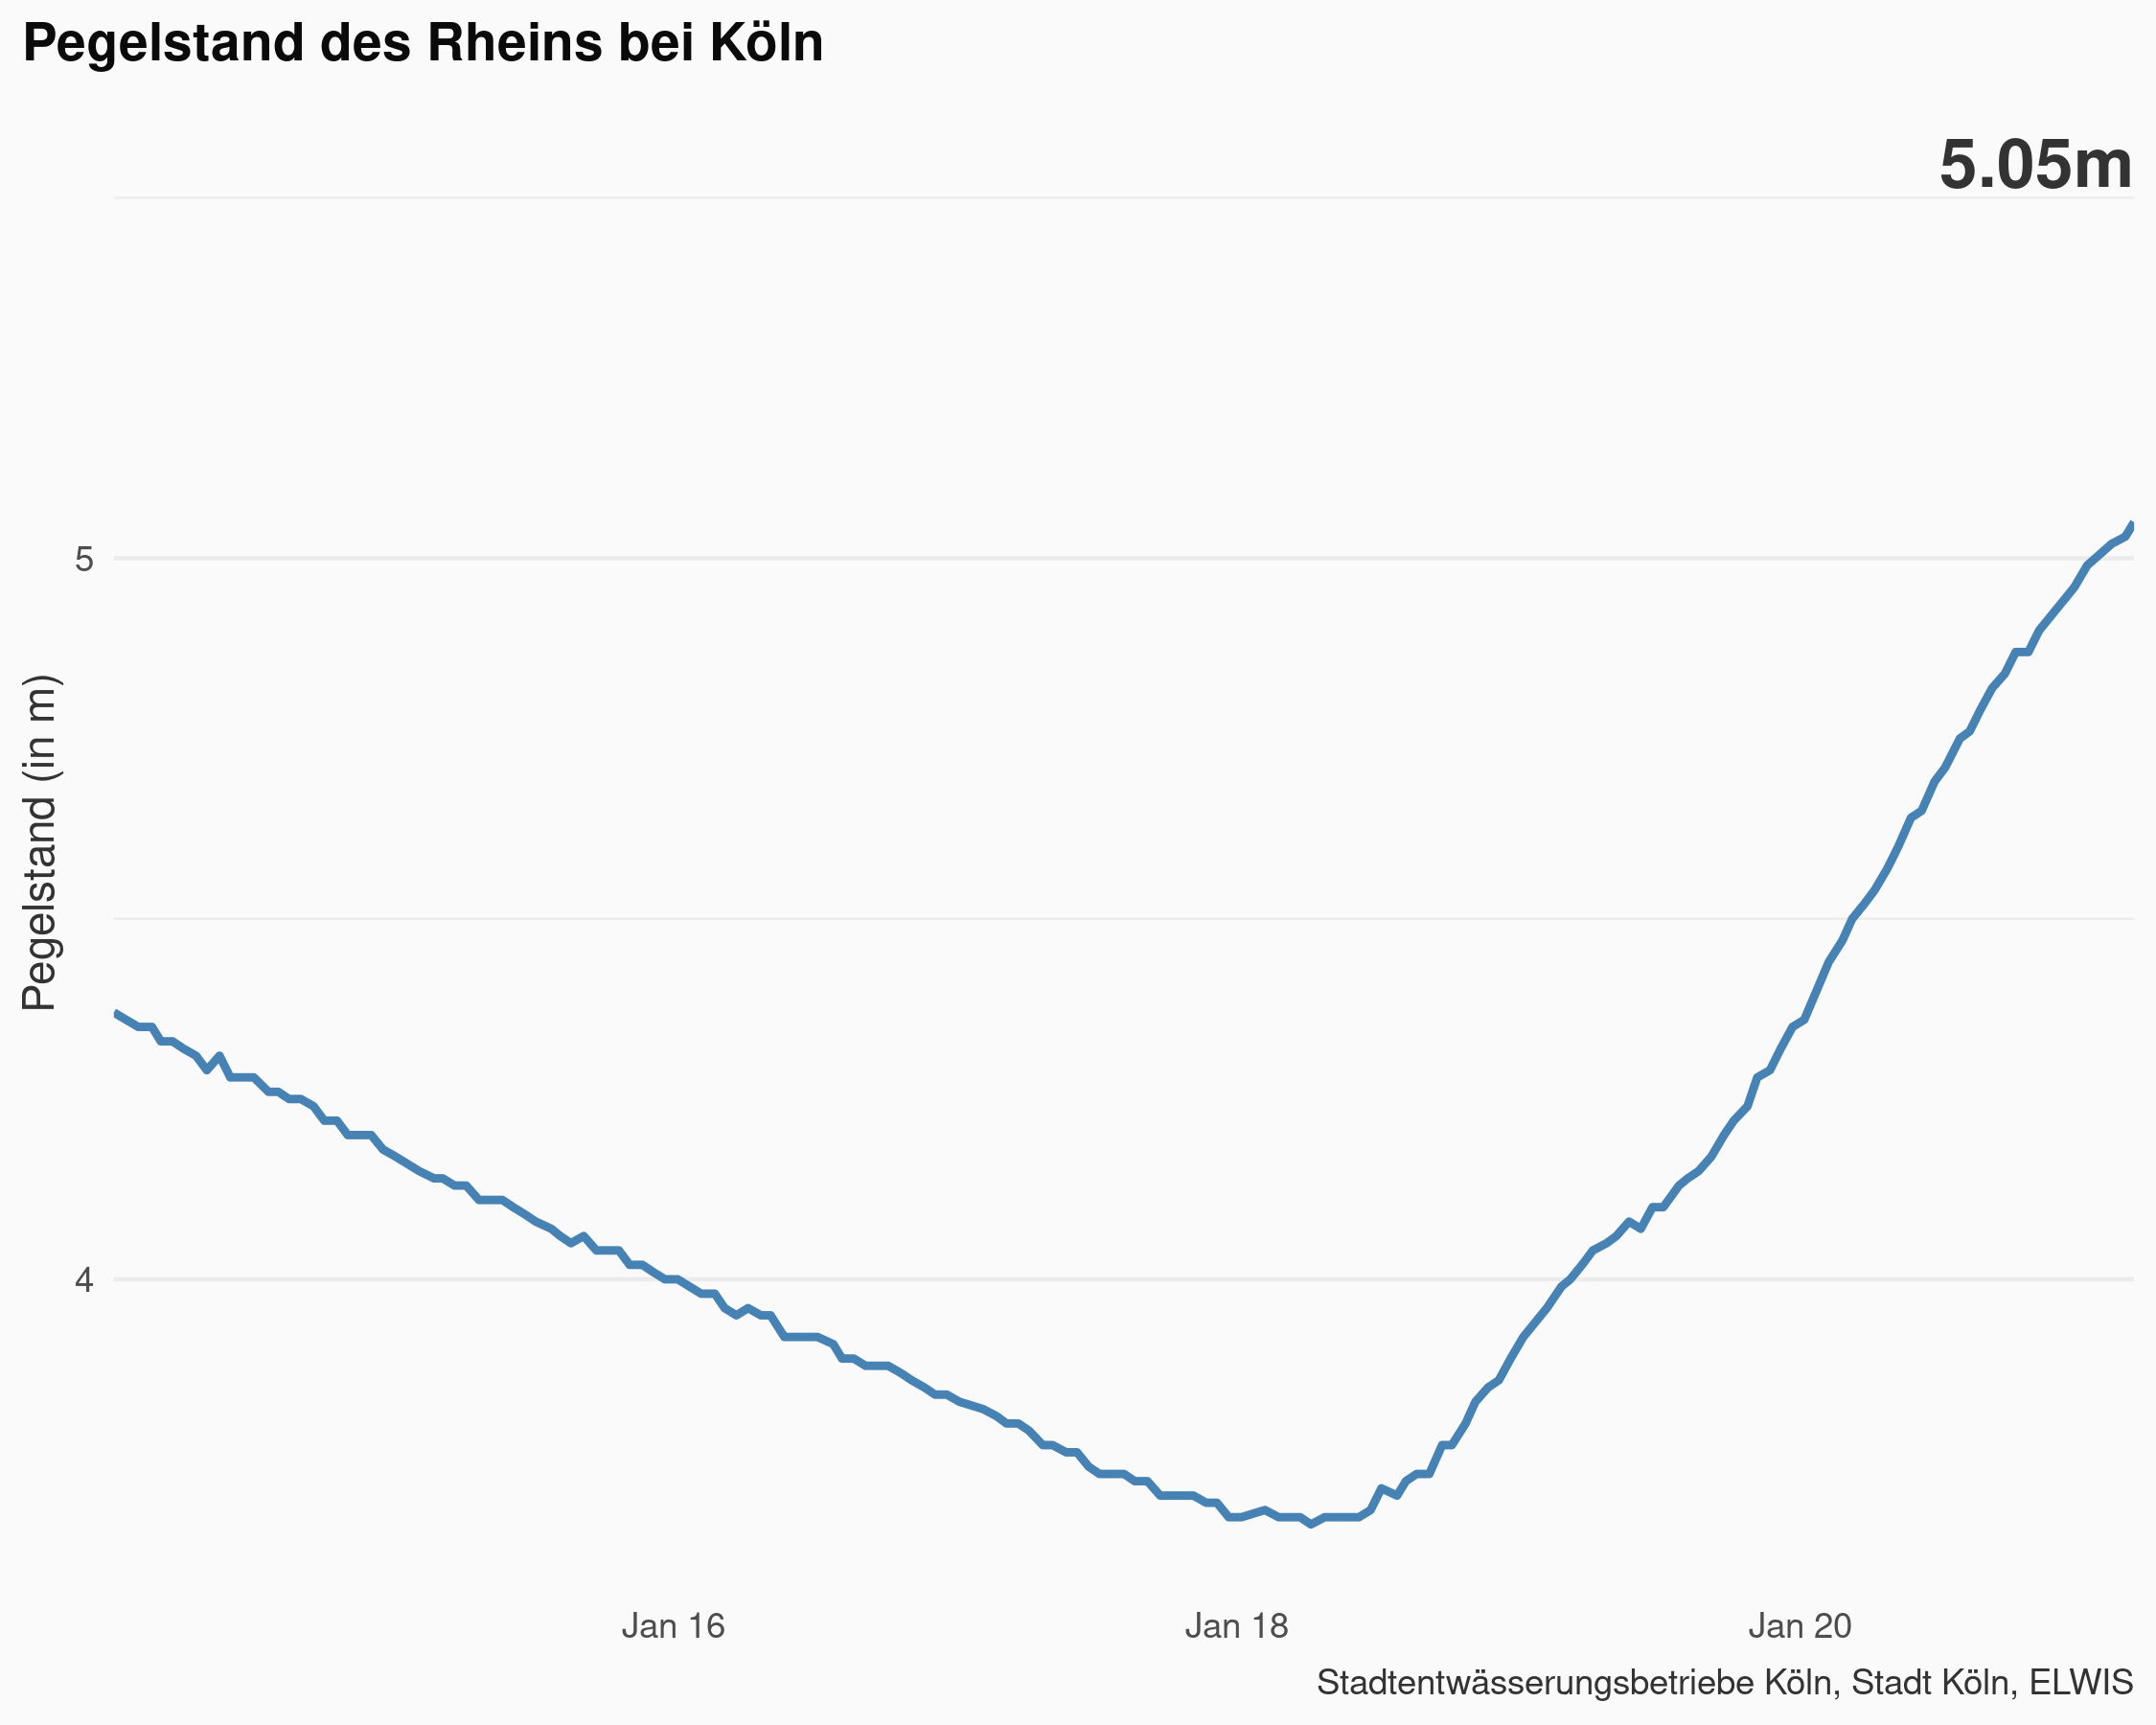 Pegelstand des Rheins bei Köln
5.05m
Pegelstand (in m)
5
4
Jan 16
Jan 18
Jan 20
Stadtentwässerungsbetriebe Köln, Stadt Köln, ELWIS